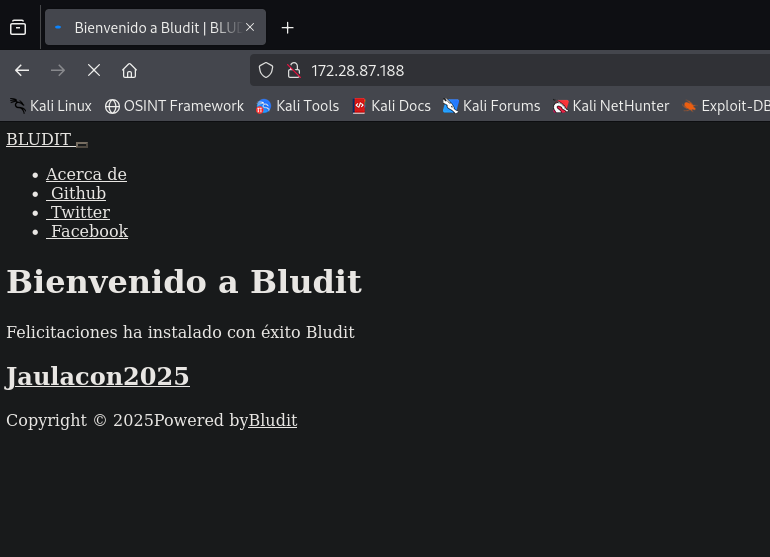 Bienvenido a Bludit | BLU
172.28.87.188
Kali Linux OSINT Framework Kali Tools Kali Docs Kali Forums Kali NetHunter Exploit-DB
BLUDIT
Acerca de
Github
Twitter
Facebook
Bienvenido a Bludit
Felicitaciones ha instalado con éxito Bludit
Jaulacon2025
Copyright © 2025Powered byBludit